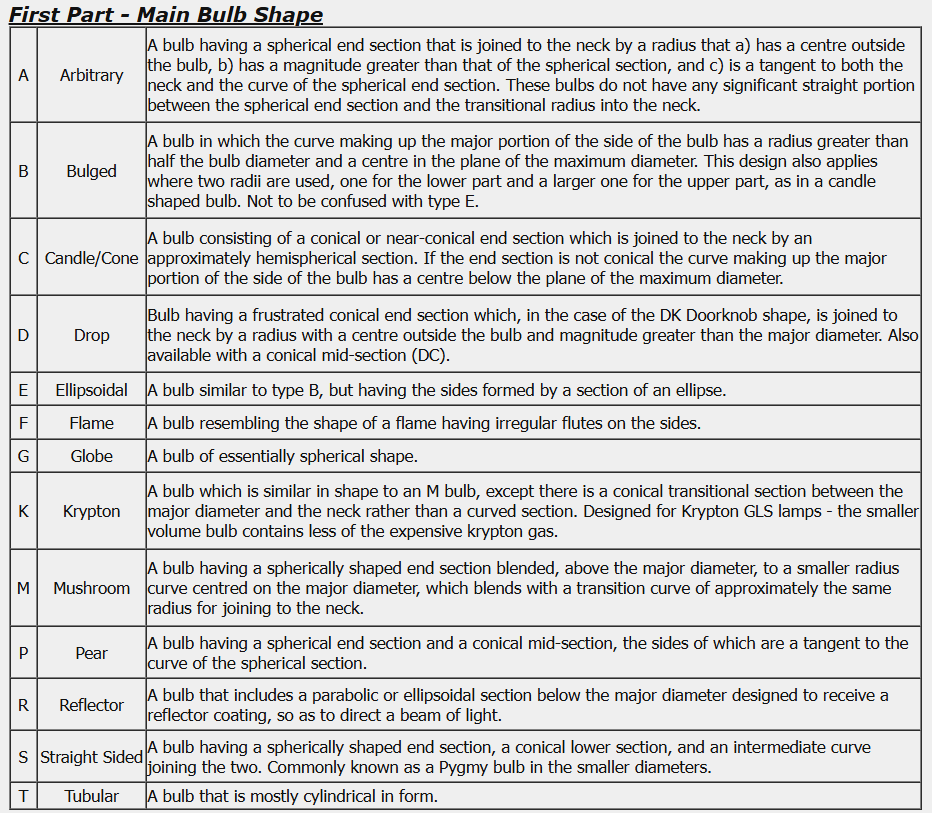 First Part - Main Bulb Shape
A Arbitrary A bulb having a spherical end section that is joined to the neck by a radius that a) has a centre outside
the bulb, b) has a magnitude greater than that of the spherical section, and c) is a tangent to both the
neck and the curve of the spherical end section. These bulbs do not have any significant straight portion
between the spherical end section and the transitional radius into the neck.
B Bulged A bulb in which the curve making up the major portion of the side of the bulb has a radius greater than
half the bulb diameter and a centre in the plane of the maximum diameter. This design also applies
where two radii are used, one for the lower part and a larger one for the upper part, as in a candle
shaped bulb. Not to be confused with type E.
C Candle/Cone A bulb consisting of a conical or near-conical end section which is joined to the neck by an
approximately hemispherical section. If the end section is not conical the curve making up the major
portion of the side of the bulb has a centre below the plane of the maximum diameter.
D Drop Bulb having a frustrated conical end section which, in the case of the DK Doorknob shape, is joined to
the neck by a radius with a centre outside the bulb and magnitude greater than the major diameter. Also
available with a conical mid-section (DC).
E Ellipsoidal A bulb similar to type B, but having the sides formed by a section of an ellipse.
F Flame A bulb resembling the shape of a flame having irregular flutes on the sides.
G Globe A bulb of essentially spherical shape.
K Krypton A bulb which is similar in shape to an M bulb, except there is a conical transitional section between the
major diameter and the neck rather than a curved section. Designed for Krypton GLS lamps - the smaller
volume bulb contains less of the expensive krypton gas.
M Mushroom A bulb having a spherically shaped end section blended, above the major diameter, to a smaller radius
curve centred on the major diameter, which blends with a transition curve of approximately the same
radius for joining to the neck.
P Pear A bulb having a spherical end section and a conical mid-section, the sides of which are a tangent to the
curve of the spherical section.
R Reflector A bulb that includes a parabolic or ellipsoidal section below the major diameter designed to receive a
reflector coating, so as to direct a beam of light.
S Straight Sided A bulb having a spherically shaped end section, a conical lower section, and an intermediate curve
joining the two. Commonly known as a Pygmy bulb in the smaller diameters.
T Tubular A bulb that is mostly cylindrical in form.